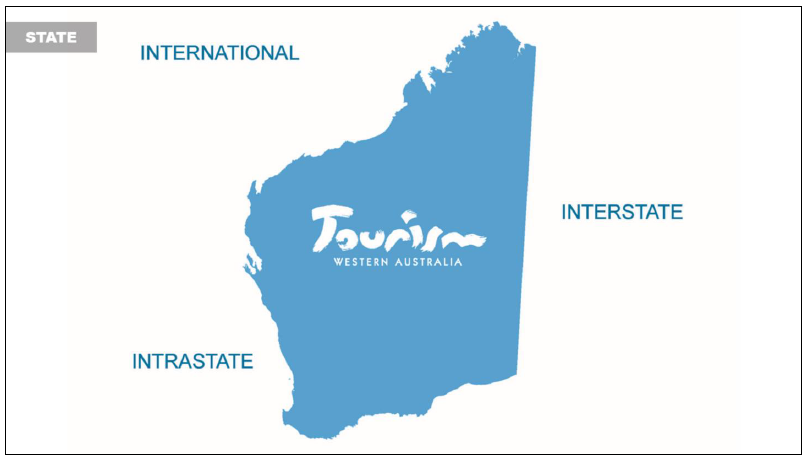 STATE
INTERNATIONAL
INTERSTATE
Tourism
WESTERN AUSTRALIA
INTRASTATE